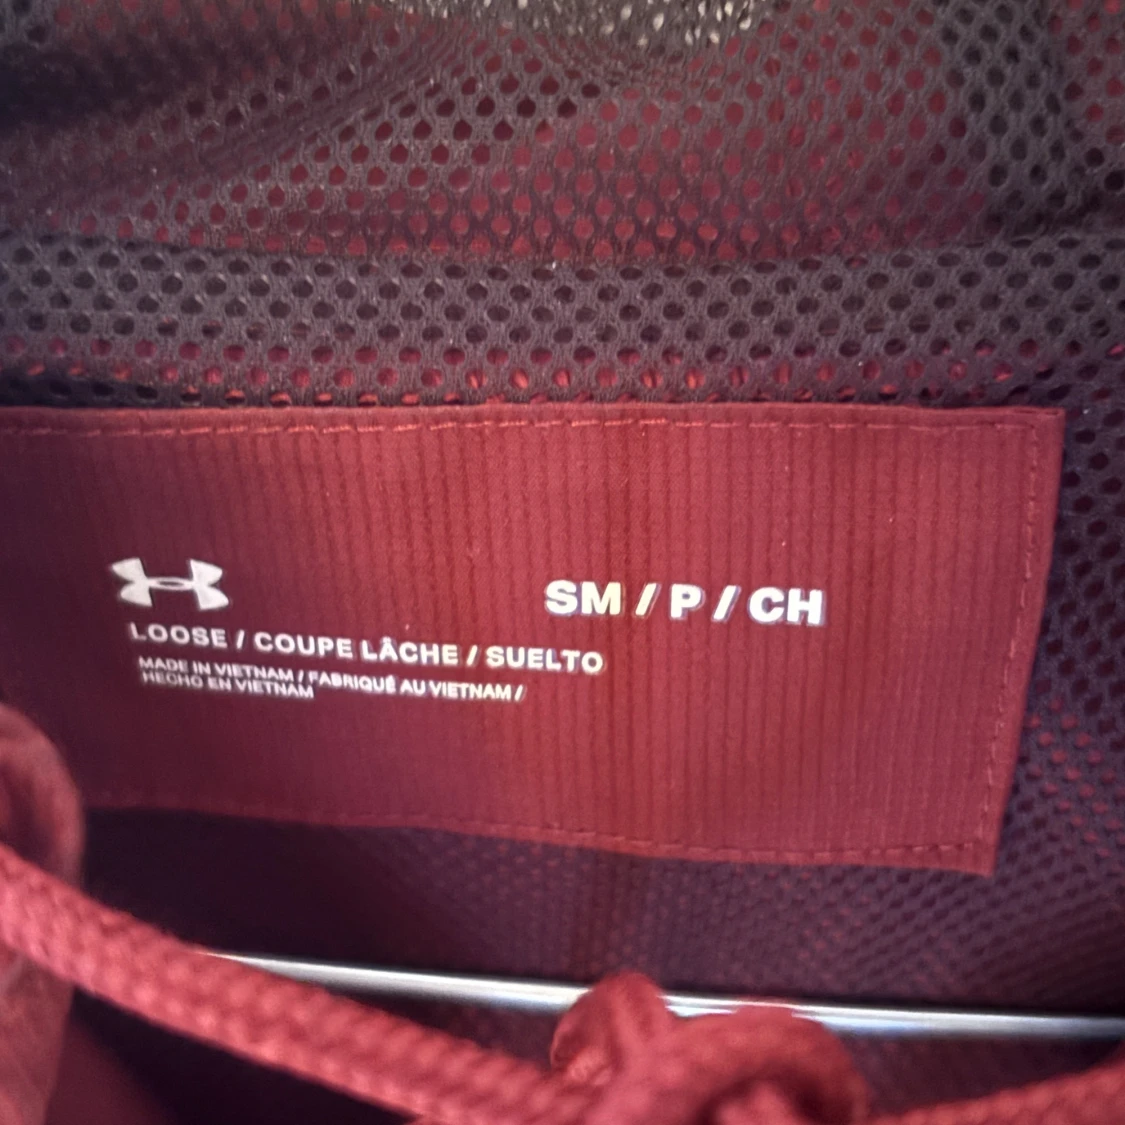 SM / P / CH
LOOSE / COUPE LÂCHE / SUELTO
MADE IN VIETNAM / FABRIQUÉ AU VIETNAM /
HECHO EN VIETNAM